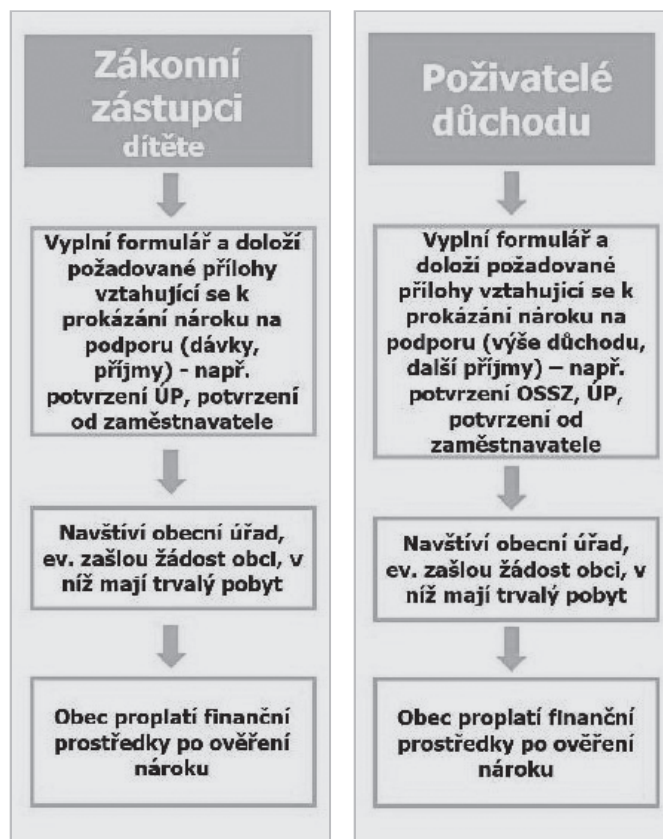 Zákonní
zástupci
dítěte
Vyplní formulář a doloží
požadované přílohy
vztahující se k
prokázání nároku na
podporu (dávky,
příjmy) - např.
potvrzení ÚP, potvrzení
od zaměstnavatele
Navštíví obecní úřad,
ev. zašlou žádost obci, v
níž mají trvalý pobyt
Obec proplatí finanční
prostředky po ověření
nároku
Poživatelé
důchodu
Vyplní formulář a
doloží požadované
přílohy vztahující se k
prokázání nároku na
podporu (výše důchodu,
další příjmy) – např.
potvrzení OSSZ, ÚP,
potvrzení od
zaměstnavatele
Navštíví obecní úřad,
ev. zašlou žádost obci, v
níž mají trvalý pobyt
Obec proplatí finanční
prostředky po ověření
nároku